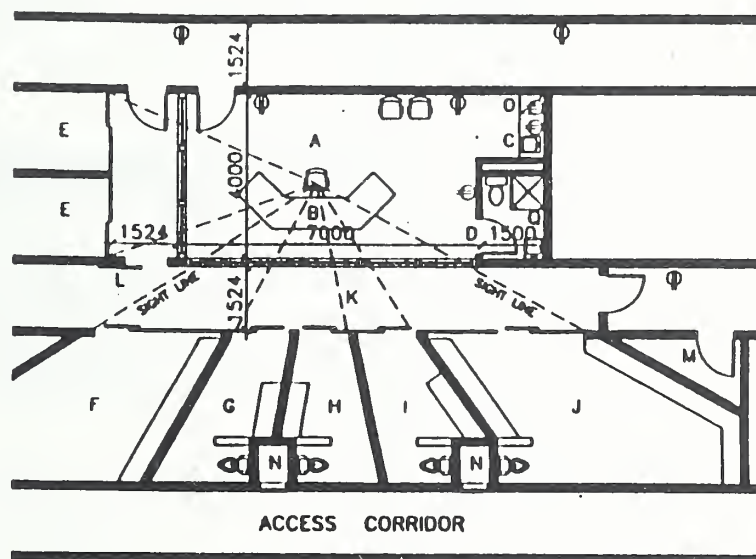 1524
E
A
O
C
4000
E
B
1524
7000
D 1500
L
SIGHT LINE
1524
K
SIGHT LINE
M
F
G
H
I
J
N
N
ACCESS CORRIDOR